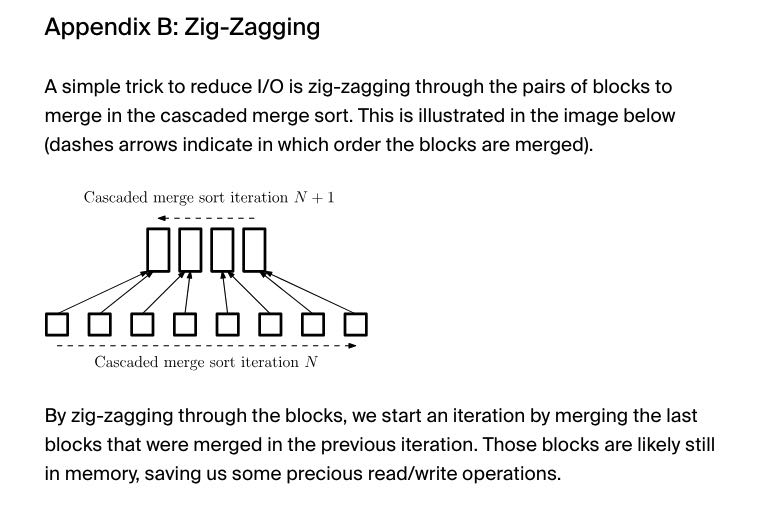 Appendix B: Zig-Zagging
A simple trick to reduce I/O is zig-zagging through the pairs of blocks to
merge in the cascaded merge sort. This is illustrated in the image below
(dashes arrows indicate in which order the blocks are merged).
Cascaded merge sort iteration N + 1
Cascaded merge sort iteration N
By zig-zagging through the blocks, we start an iteration by merging the last
blocks that were merged in the previous iteration. Those blocks are likely still
in memory, saving us some precious read/write operations.